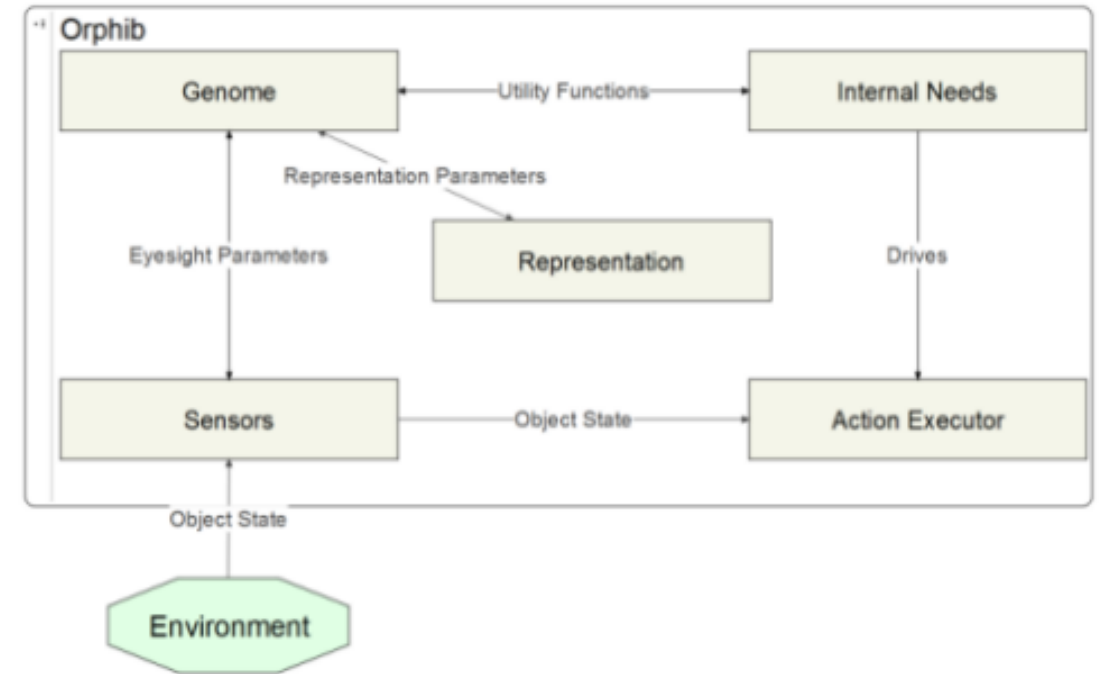 Orphib
Genome
Utility Functions
Internal Needs
Representation Parameters
Eyesight Parameters
Representation
Drives
Sensors
Object State
Action Executor
Object State
Environment